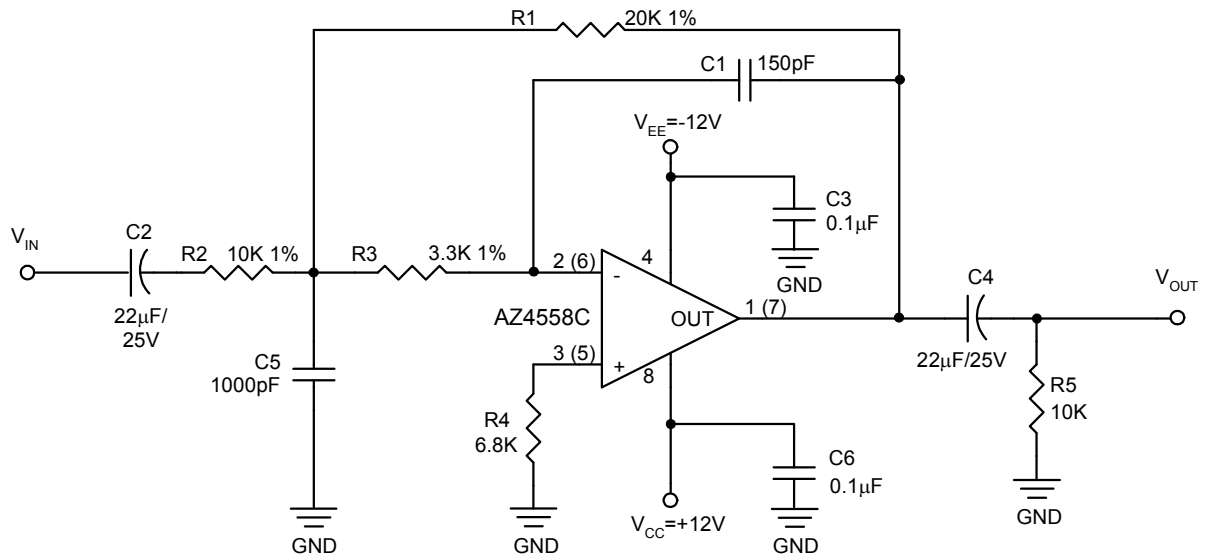 R1
20K 1%
C1
150pF
VEE=-12V
C3
0.1μF
GND
VIN
C2
22μF/
25V
R2
10K 1%
R3
3.3K 1%
2 (6)
-
4
AZ4558C
OUT
1 (7)
3 (5)
+
8
C4
22μF/25V
VOUT
C5
1000pF
R4
6.8K
R5
10K
C6
0.1μF
GND
GND
VCC=+12V
GND
GND